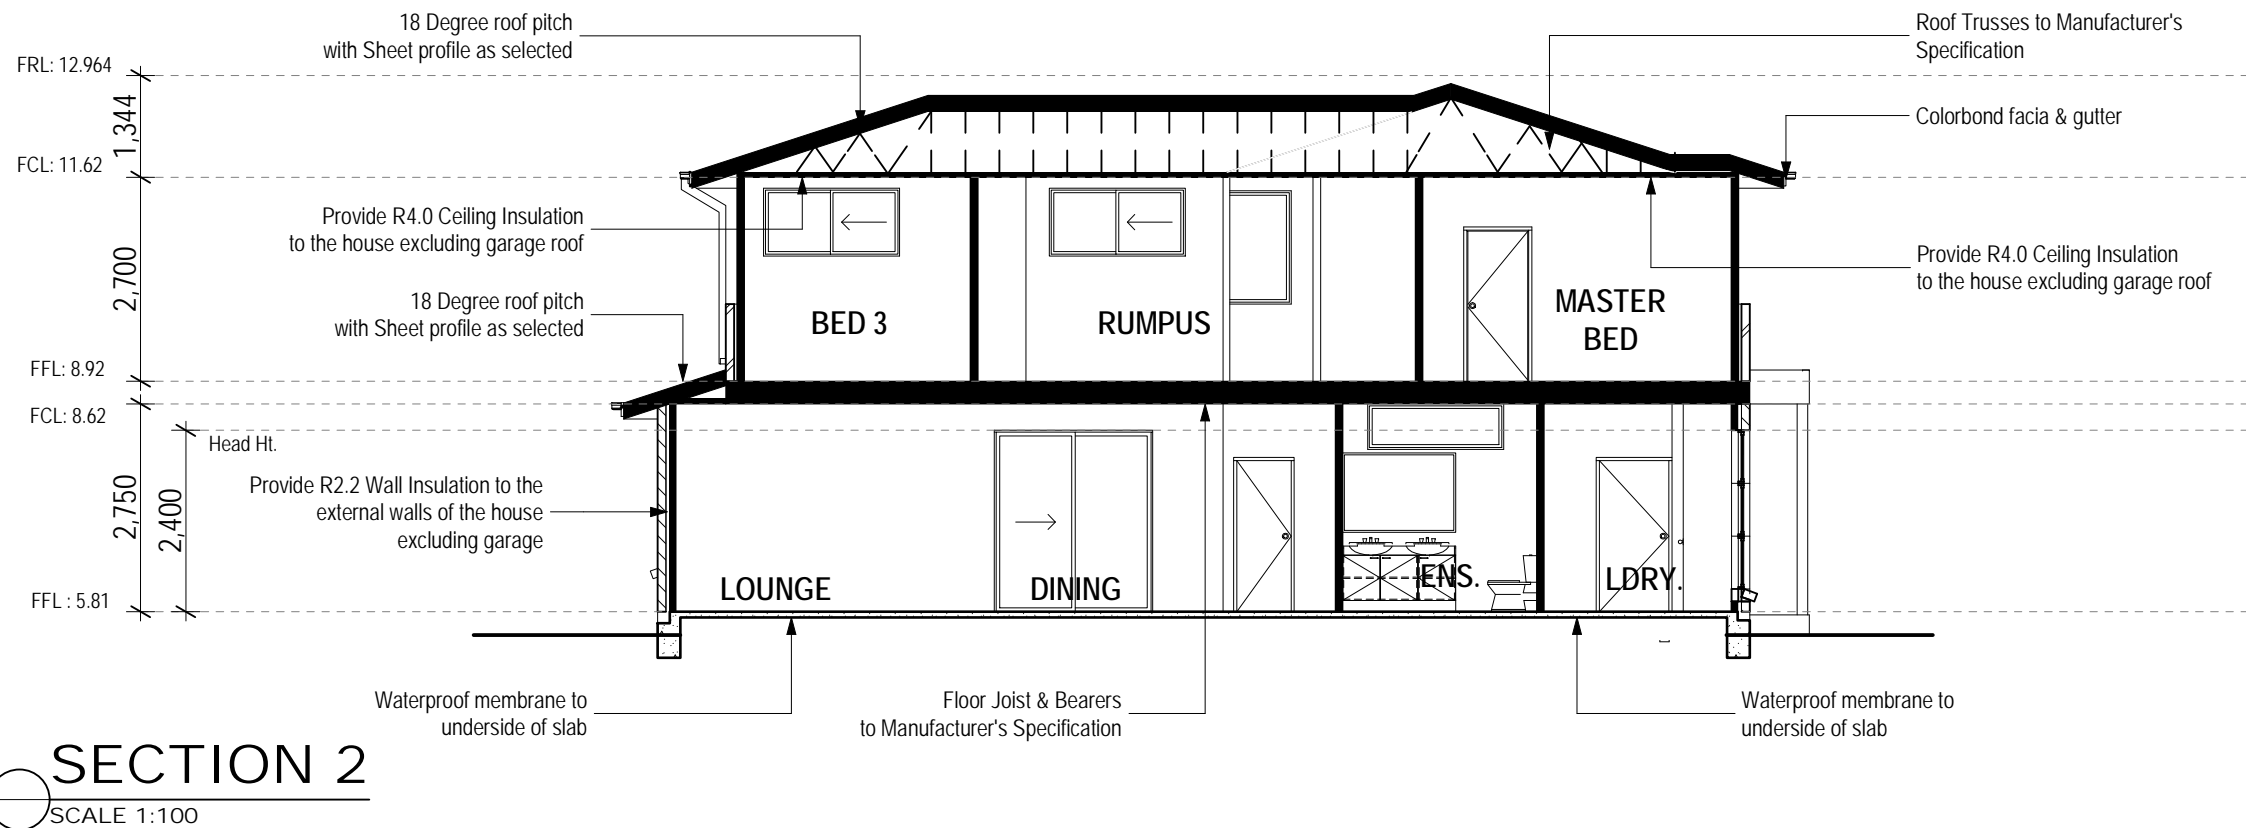 18 Degree roof pitch
with Sheet profile as selected
Roof Trusses to Manufacturer's
Specification
FRL: 12.964
1,344
Colorbond facia & gutter
FCL: 11.62
Provide R4.0 Ceiling Insulation
to the house excluding garage roof
2,700
Provide R4.0 Ceiling Insulation
to the house excluding garage roof
18 Degree roof pitch
with Sheet profile as selected
BED 3
RUMPUS
MASTER
BED
FFL: 8.92
FCL: 8.62
Head Ht.
2,750
2,400
Provide R2.2 Wall Insulation to the
external walls of the house
excluding garage
LOUNGE
DINING
ENS.
LDRY.
FFL : 5.81
Waterproof membrane to
underside of slab
Floor Joist & Bearers
to Manufacturer's Specification
Waterproof membrane to
underside of slab
SECTION 2
SCALE 1:100